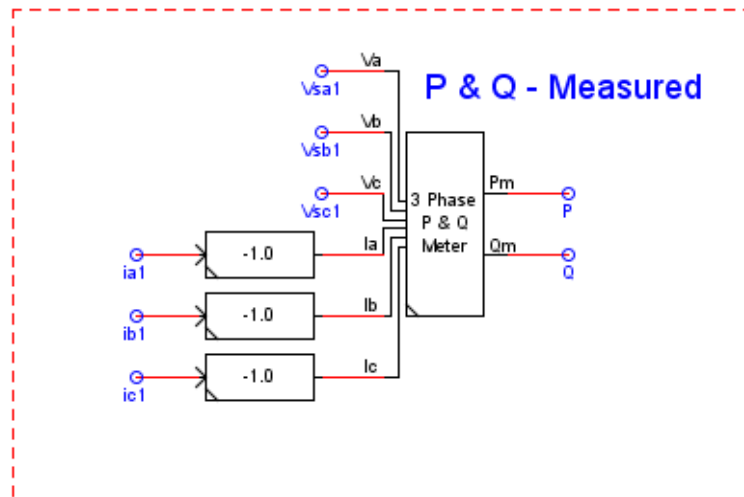 P & Q - Measured
Va
Vsa1
Vb
Vsb1
Vc
Vsc1
3 Phase
P & Q
Meter
Pm
P
Qm
Q
ia1
-1.0
Ia
ib1
-1.0
Ib
ic1
-1.0
Ic